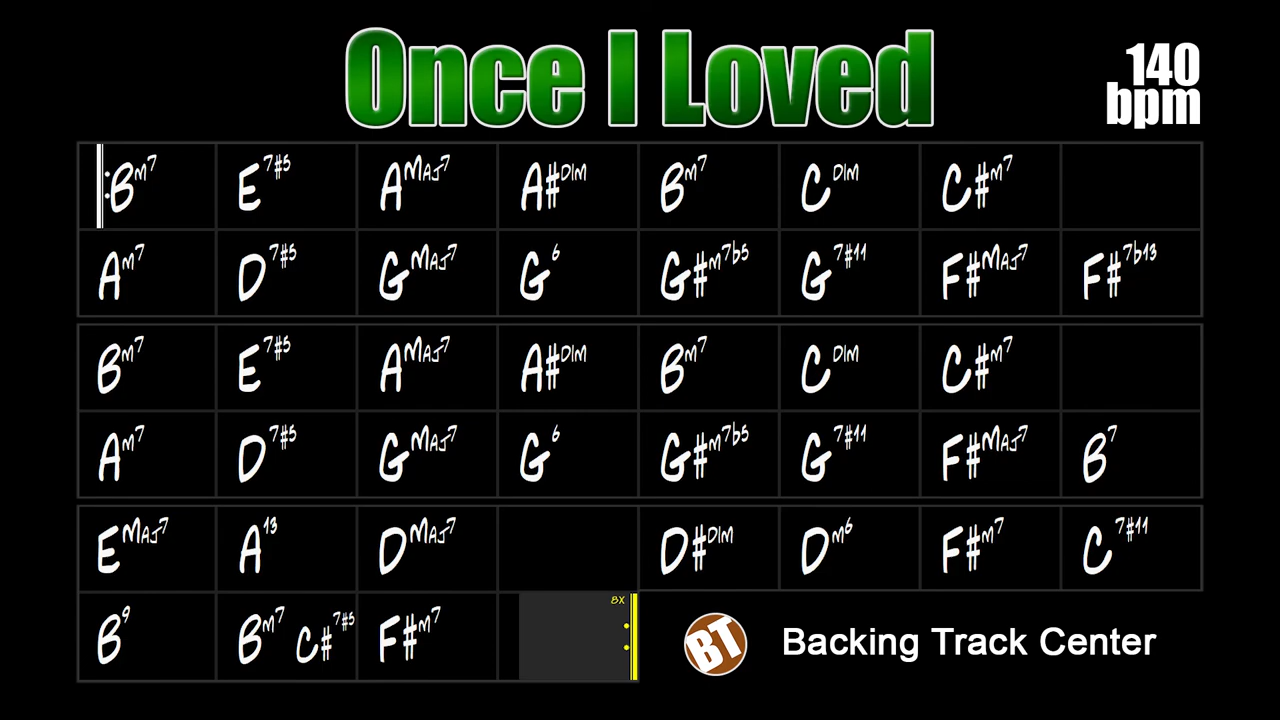 Once I Loved
140
bpm
Bm7 E7#5 AMaj7 A#Dim Bm7 CDim C#m7
Am7 D7#5 GMaj7 G6 G#m7b5 G7#11 F#Maj7 F#7b13
Bm7 E7#5 AMaj7 A#Dim Bm7 CDim C#m7
Am7 D7#5 GMaj7 G6 G#m7b5 G7#11 F#Maj7 B7
EMaj7 A13 DMaj7 D#Dim Dm6 F#m7 C7#11
B9 Bm7 C#7#5 F#m7 8x
BT Backing Track Center